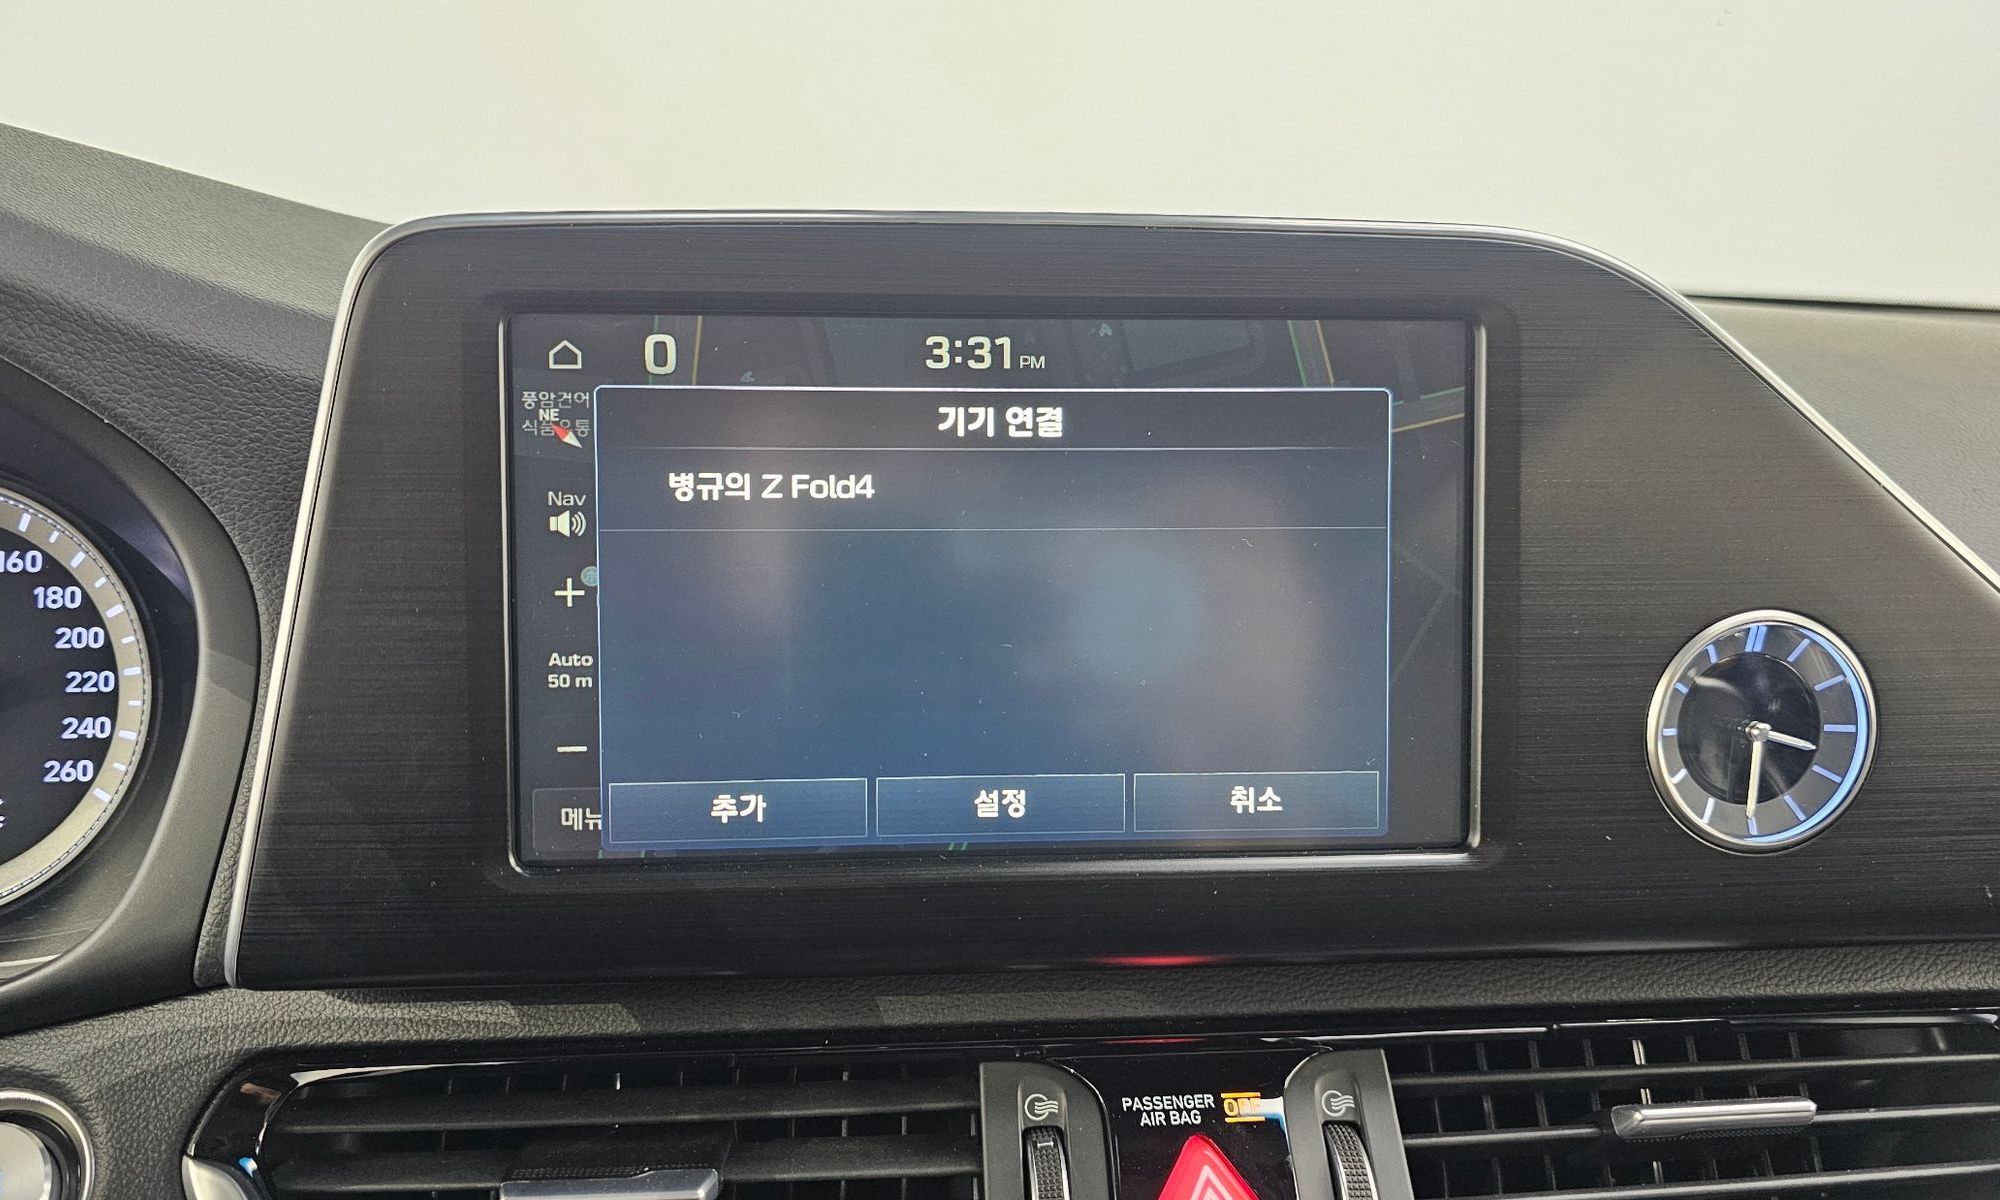 0
3:31 PM
풍암건어
NE
식품유통
기기 연결
병규의 Z Fold4
Nav
Auto
50 m
메뉴
추가
설정
취소
160
180
200
220
240
260
PASSENGER
AIR BAG
OFF